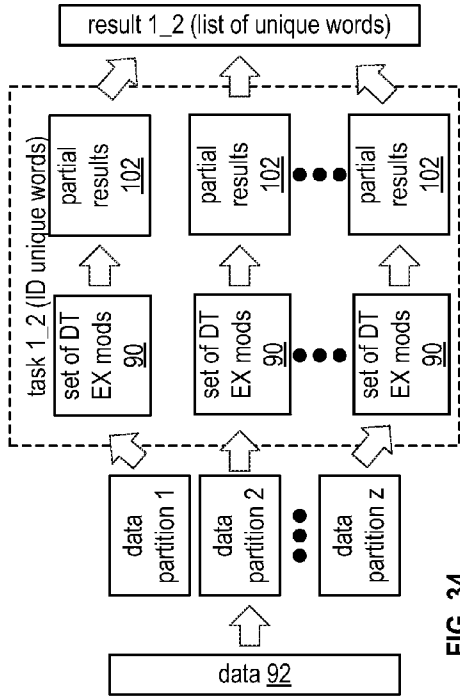 data 92
data
partition 1
data
partition 2
data
partition z
task 1_2 (ID unique words)
set of DT
EX mods
90
set of DT
EX mods
90
set of DT
EX mods
90
partial
results
102
partial
results
102
partial
results
102
result 1_2 (list of unique words)
FIG. 34